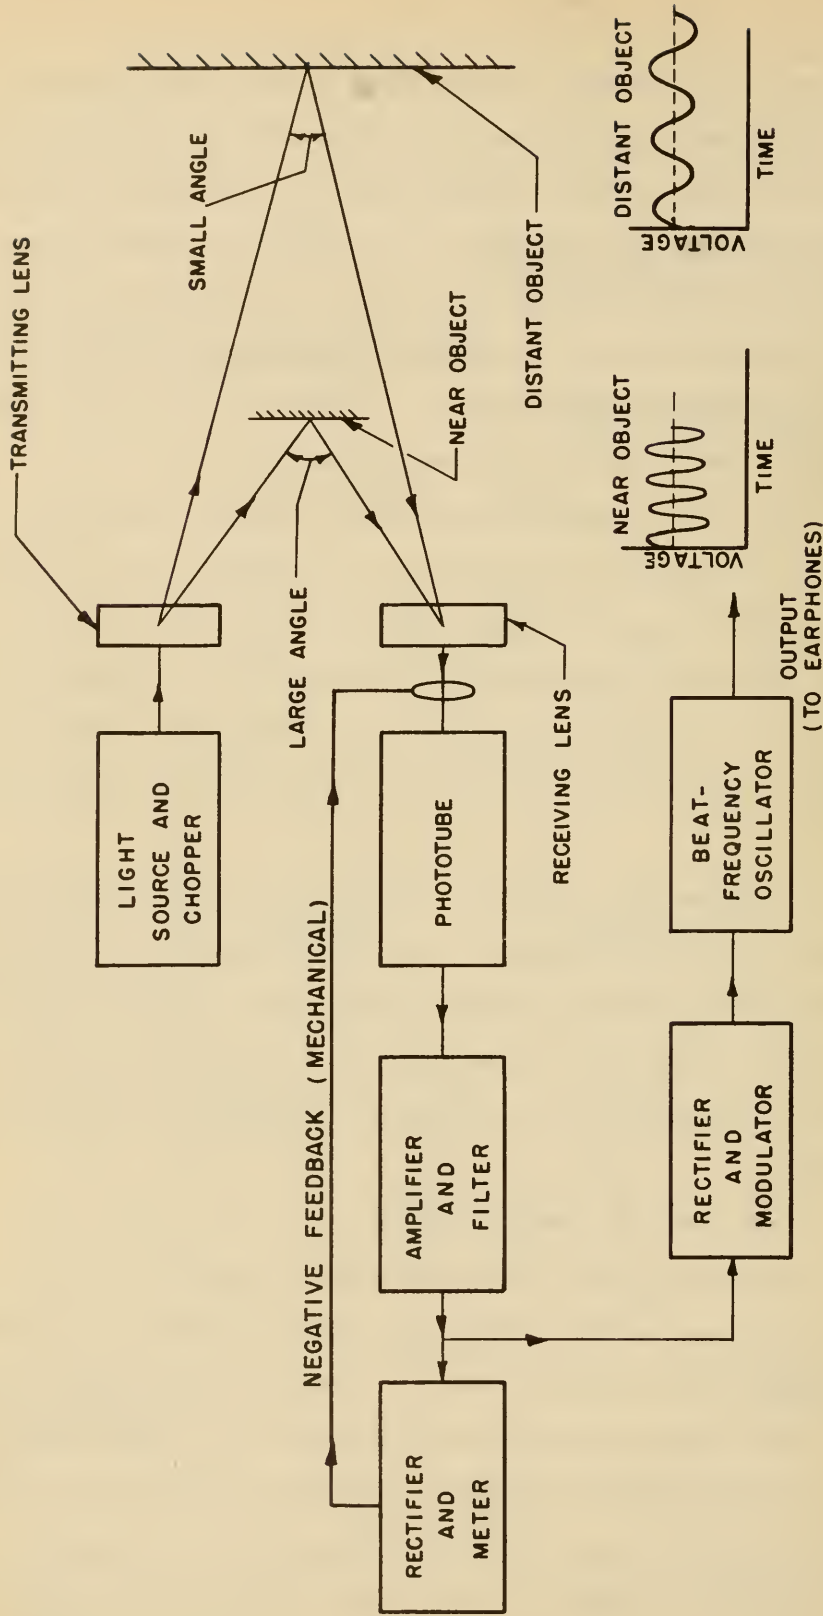 TRANSMITTING LENS
LIGHT
SOURCE AND
CHOPPER
SMALL ANGLE
LARGE ANGLE
NEAR OBJECT
DISTANT OBJECT
NEGATIVE FEEDBACK (MECHANICAL)
RECTIFIER
AND
METER
AMPLIFIER
AND
FILTER
PHOTOTUBE
RECEIVING LENS
RECTIFIER
AND
MODULATOR
BEAT-
FREQUENCY
OSCILLATOR
OUTPUT
(TO EARPHONES)
NEAR OBJECT
VOLTAGE
TIME
DISTANT OBJECT
VOLTAGE
TIME